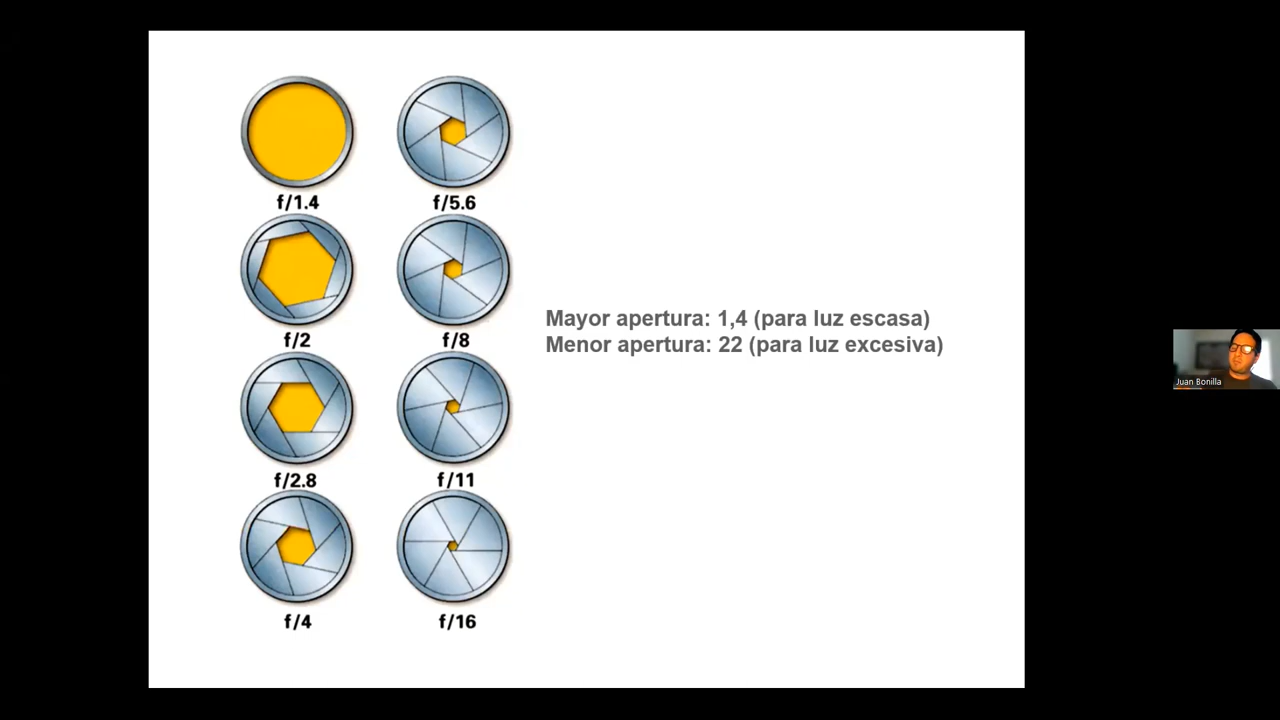 f/1.4
f/5.6
f/2
f/8
Mayor apertura: 1,4 (para luz escasa)
Menor apertura: 22 (para luz excesiva)
Juan Bonilla
f/2.8
f/11
f/4
f/16